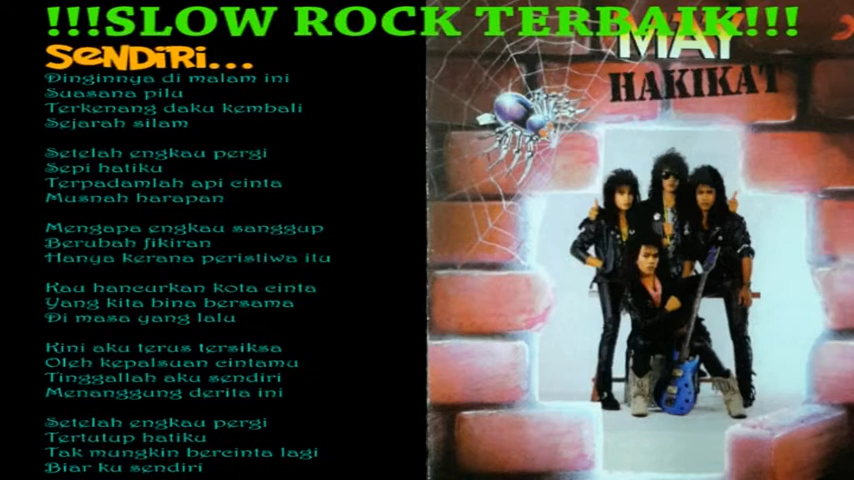 !!!SLOW ROCK TERBAIK!!!
SENDIRI...
Dinginnya di malam ini
Suasana pilu
Terkenang daku kembali
Sejarah silam
Setelah engkau pergi
Sepi hatiku
Terpadamlah api cinta
Musnah harapan
Mengapa engkau sanggup
Berubah fikiran
Hanya kerana peristiwa itu
Kau hancurkan kota cinta
Yang kita bina bersama
Di masa yang lalu
Kini aku terus tersiksa
Oleh kepalsuan cintamu
Tinggallah aku sendiri
Menanggung derita ini
Setelah engkau pergi
Tertutup hatiku
Tak mungkin bercinta lagi
Biar ku sendiri
MAY
HAKIKAT